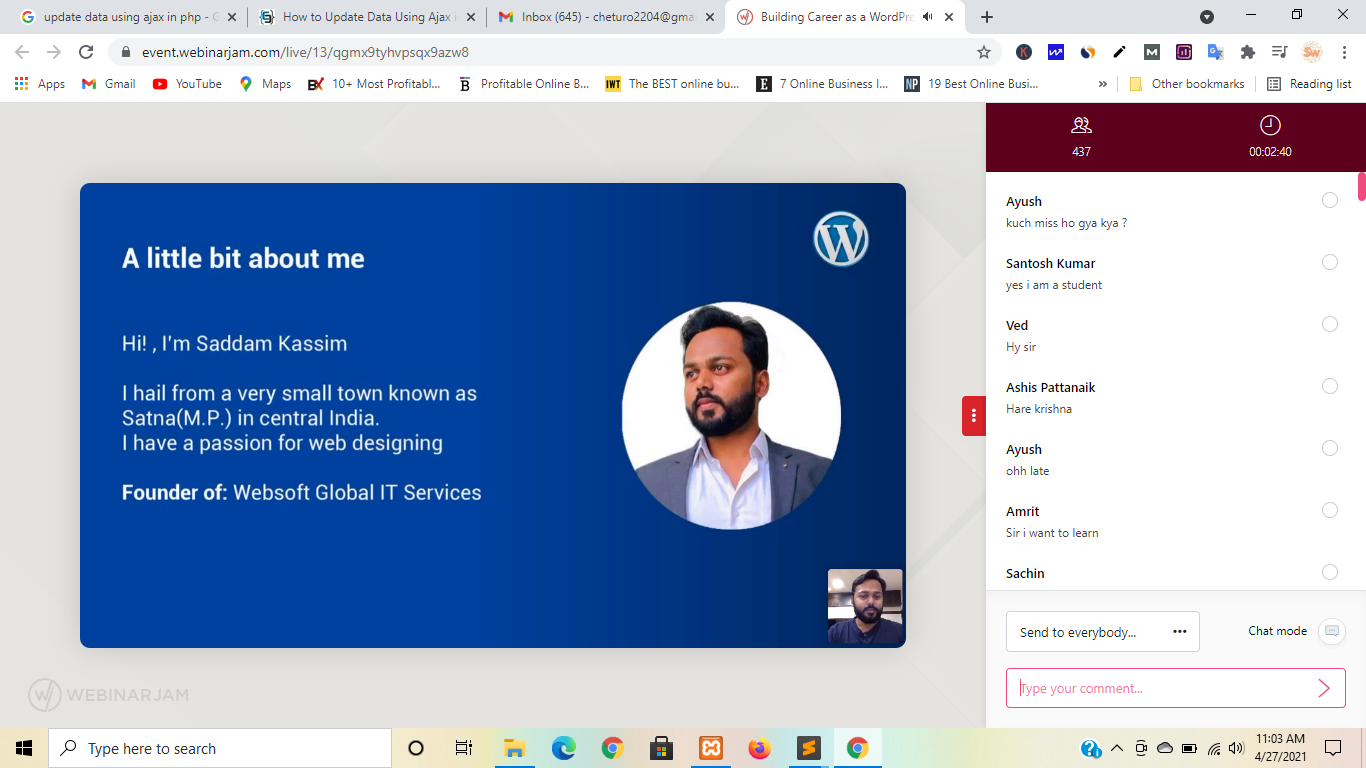 update data using ajax in php - G
How to Update Data Using Ajax i
Inbox (645) - cheturo2204@gma
Building Career as a WordPre
event.webinarjam.com/live/13/qgmx9tyhvpsqx9azw8
Apps
Gmail
YouTube
Maps
10+ Most Profitabl...
Profitable Online B...
IWT
The BEST online bu...
E
7 Online Business I...
NP
19 Best Online Busi...
»
Other bookmarks
Reading list
437
00:02:40
A little bit about me
Hi! , I'm Saddam Kassim
I hail from a very small town known as
Satna(M.P.) in central India.
I have a passion for web designing
Founder of: Websoft Global IT Services
WEBINARJAM
Ayush
kuch miss ho gya kya ?
Santosh Kumar
yes i am a student
Ved
Hy sir
Ashis Pattanaik
Hare krishna
Ayush
ohh late
Amrit
Sir i want to learn
Sachin
Send to everybody...
Chat mode
Type your comment...
Type here to search
11:03 AM
4/27/2021